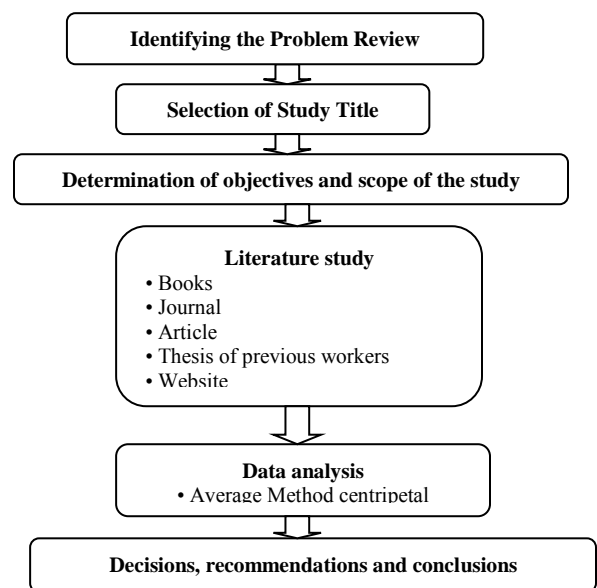 Identifying the Problem Review
Selection of Study Title
Determination of objectives and scope of the study
Literature study
• Books
• Journal
• Article
• Thesis of previous workers
• Website
Data analysis
• Average Method centripetal
Decisions, recommendations and conclusions